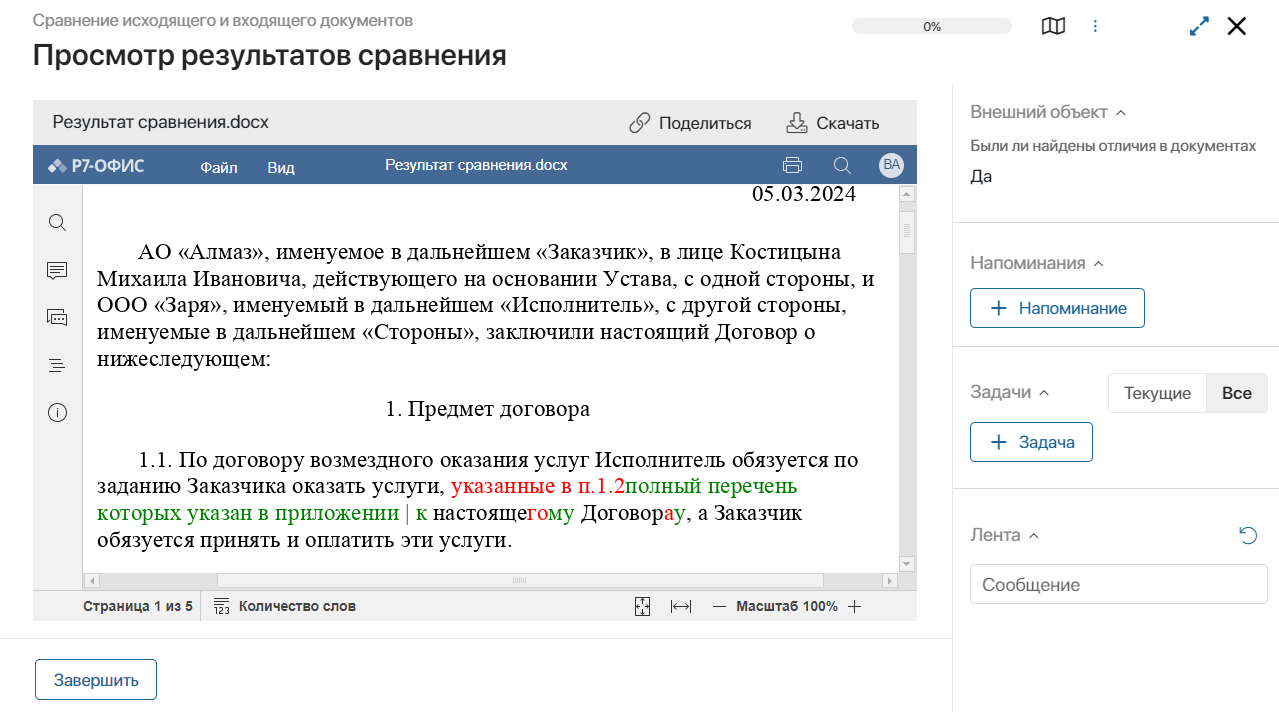 Сравнение исходящего и входящего документов
0%
Просмотр результатов сравнения
Результат сравнения.docx
Поделиться
Скачать
Р7-ОФИС
Файл
Вид
Результат сравнения.docx
ВА
05.03.2024
АО «Алмаз», именуемое в дальнейшем «Заказчик», в лице Костицына
Михаила Ивановича, действующего на основании Устава, с одной стороны, и
ООО «Заря», именуемый в дальнейшем «Исполнитель», с другой стороны,
именуемые в дальнейшем «Стороны», заключили настоящий Договор о
нижеследующем:
1. Предмет договора
1.1. По договору возмездного оказания услуг Исполнитель обязуется по
заданию Заказчика оказать услуги, указанные в п.1.2полный перечень
которых указан в приложении | к настоящегому Договорау, а Заказчик
обязуется принять и оплатить эти услуги.
Страница 1 из 5
123
Количество слов
Масштаб 100%
Завершить
Внешний объект
Были ли найдены отличия в документах
Да
Напоминания
Напоминание
Задачи
Текущие
Все
Задача
Лента
Сообщение